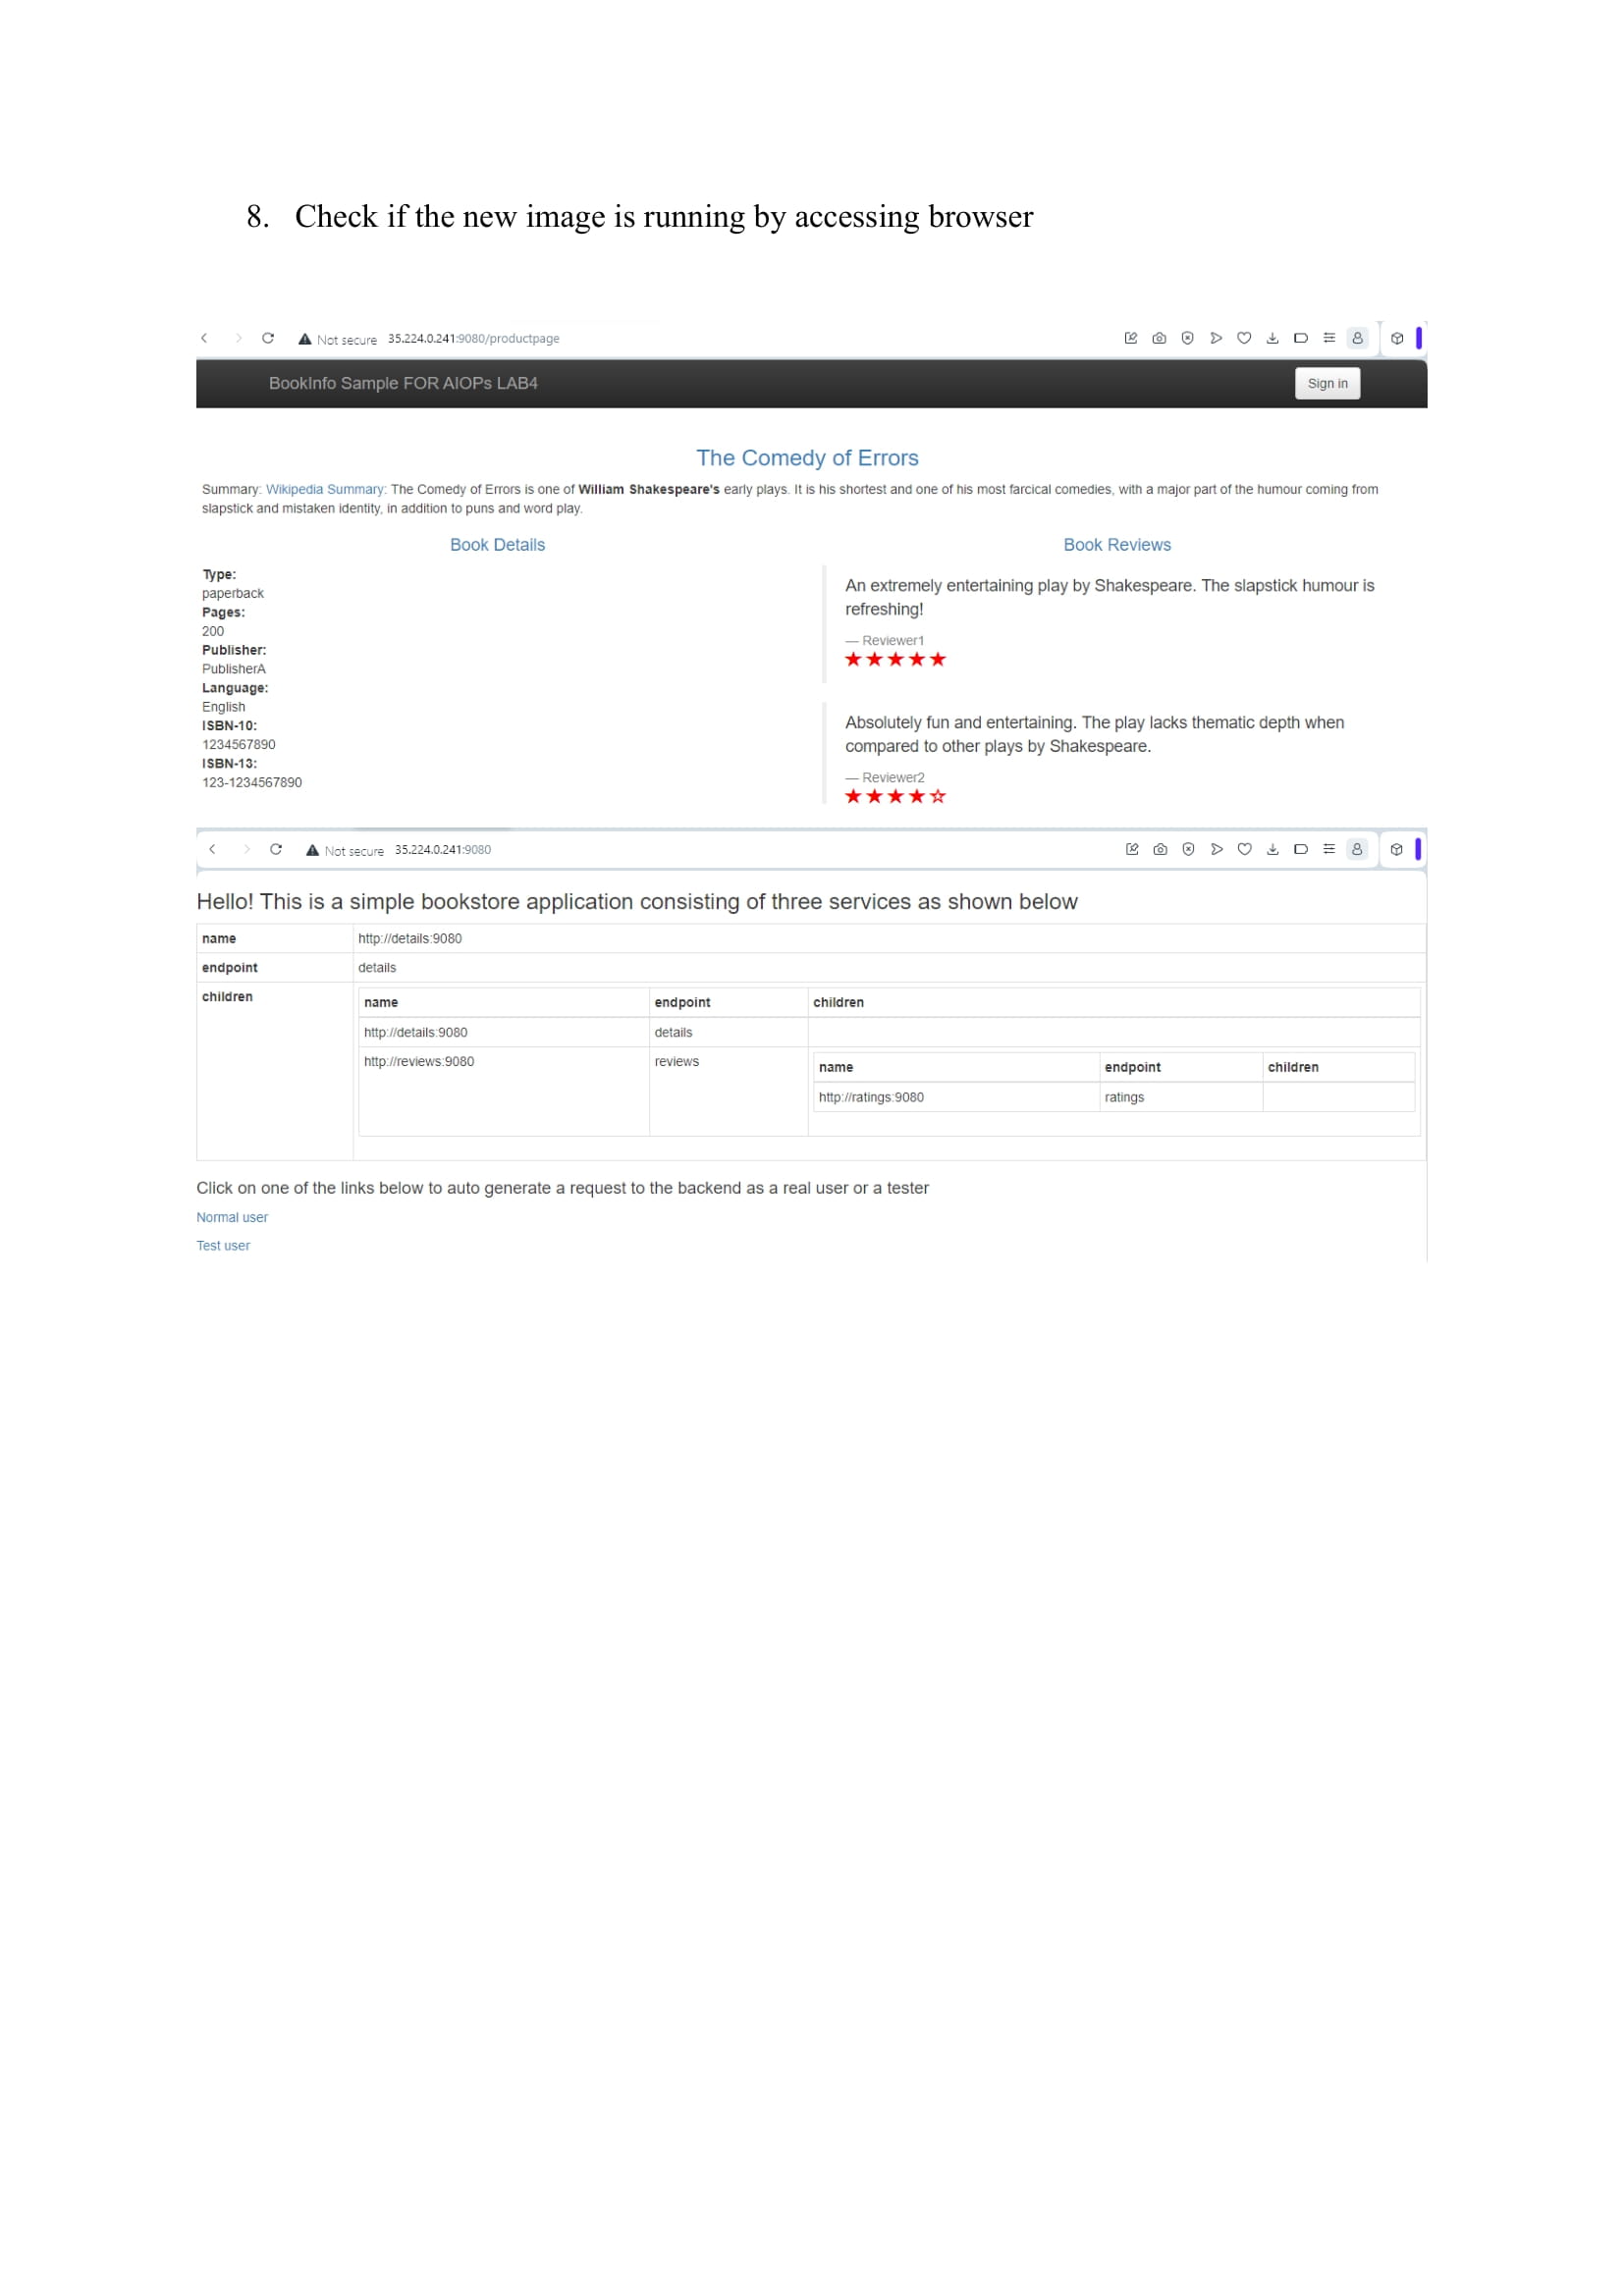 8. Check if the new image is running by accessing browser
Not secure 35.224.0.241:9080/productpage
BookInfo Sample FOR AIOPs LAB4
Sign in
The Comedy of Errors
Summary: Wikipedia Summary: The Comedy of Errors is one of William Shakespeare's early plays. It is his shortest and one of his most farcical comedies, with a major part of the humour coming from
slapstick and mistaken identity, in addition to puns and word play.
Book Details
Type:
paperback
Pages:
200
Publisher:
PublisherA
Language:
English
ISBN-10:
1234567890
ISBN-13:
123-1234567890
Book Reviews
An extremely entertaining play by Shakespeare. The slapstick humour is
refreshing!
— Reviewer1
★★★★★
Absolutely fun and entertaining. The play lacks thematic depth when
compared to other plays by Shakespeare.
— Reviewer2
★★★★☆
Not secure 35.224.0.241:9080
Hello! This is a simple bookstore application consisting of three services as shown below
name http://details:9080
endpoint details
children
name endpoint children
http://details:9080 details
http://reviews:9080 reviews
name endpoint children
http://ratings:9080 ratings
Click on one of the links below to auto generate a request to the backend as a real user or a tester
Normal user
Test user